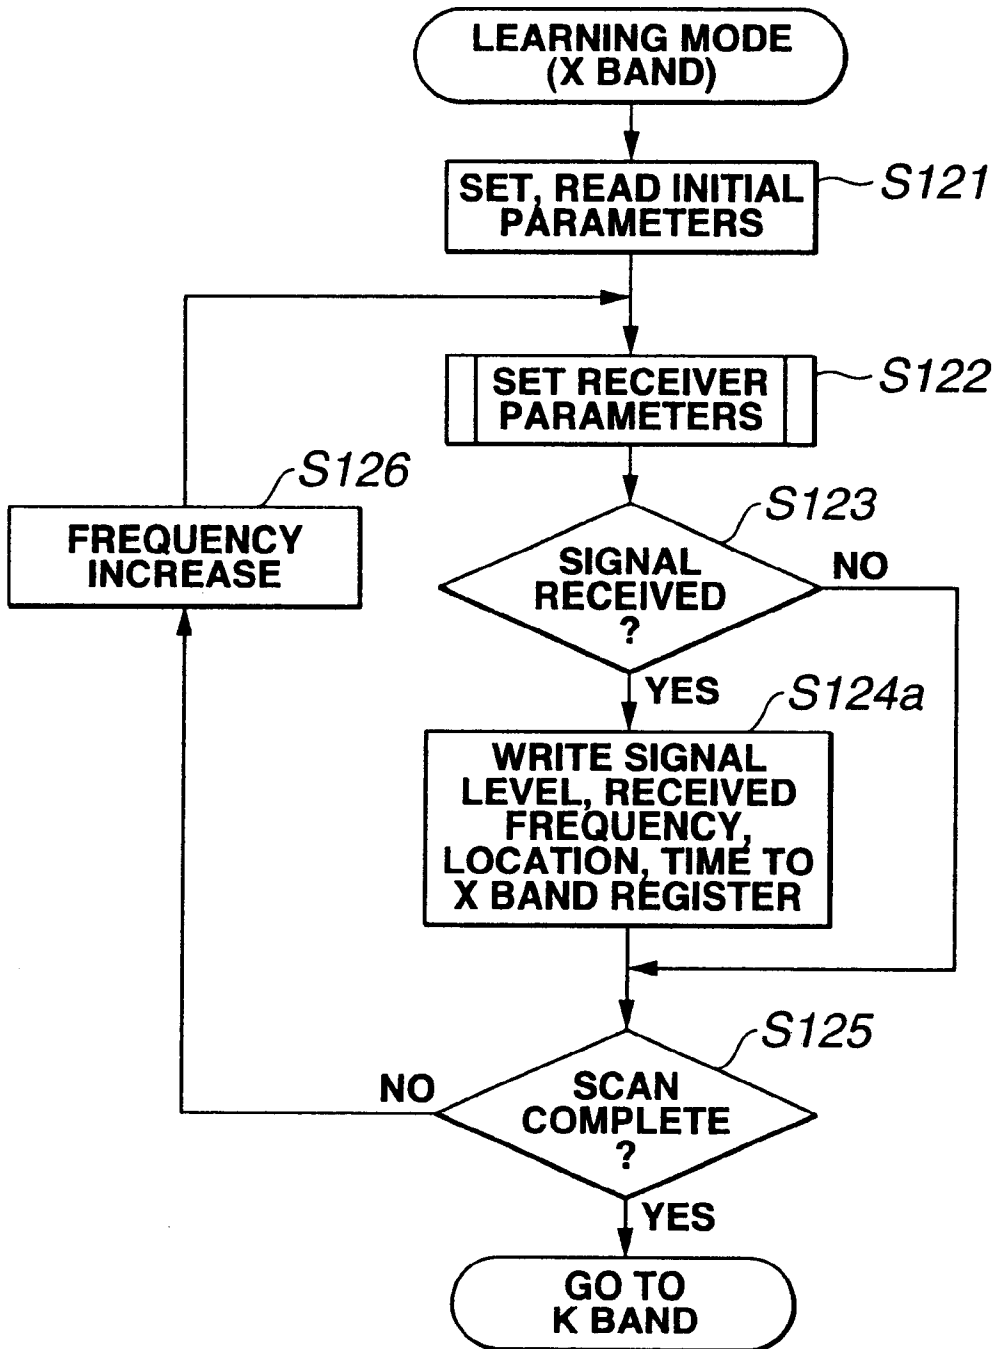 LEARNING MODE
(X BAND)
SET, READ INITIAL
PARAMETERS
S121
SET RECEIVER
PARAMETERS
S122
S126
FREQUENCY
INCREASE
S123
SIGNAL
RECEIVED
?
NO
YES
S124a
WRITE SIGNAL
LEVEL, RECEIVED
FREQUENCY,
LOCATION, TIME TO
X BAND REGISTER
S125
NO
SCAN
COMPLETE
?
YES
GO TO
K BAND